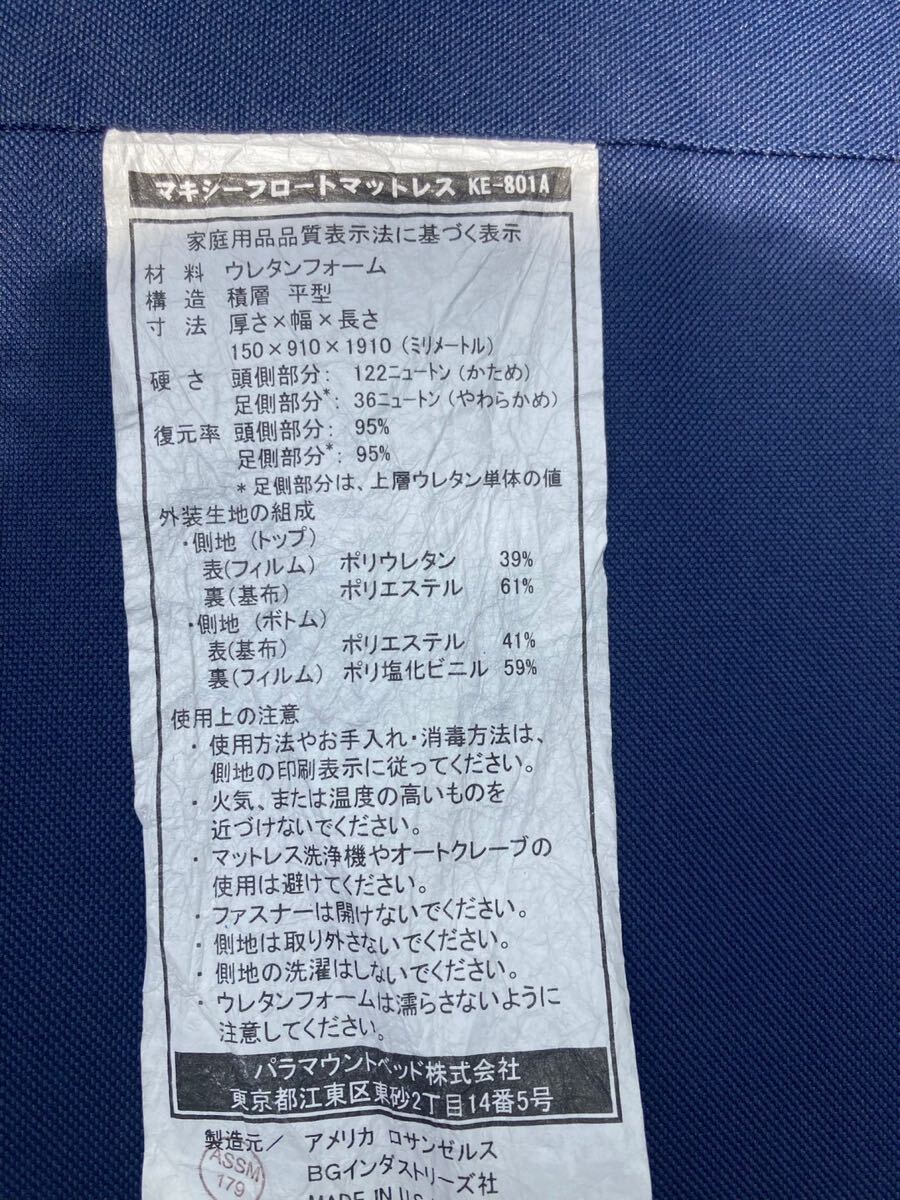 マキシーフロートマットレス KE-801A
家庭用品品質表示法に基づく表示
材 料 ウレタンフォーム
構 造 積層 平型
寸 法 厚さ×幅×長さ
150×910×1910 (ミリメートル)
硬 さ 頭側部分: 122ニュートン (かため)
足側部分*: 36ニュートン (やわらかめ)
復元率 頭側部分: 95%
足側部分*: 95%
* 足側部分は、上層ウレタン単体の値
外装生地の組成
・側地 (トップ)
表(フィルム) ポリウレタン 39%
裏(基布) ポリエステル 61%
・側地 (ボトム)
表(基布) ポリエステル 41%
裏(フィルム) ポリ塩化ビニル 59%
使用上の注意
・使用方法やお手入れ・消毒方法は、
側地の印刷表示に従ってください。
・火気、または温度の高いものを
近づけないでください。
・マットレス洗浄機やオートクレーブの
使用は避けてください。
・ファスナーは開けないでください。
・側地は取り外さないでください。
・側地の洗濯はしないでください。
・ウレタンフォームは濡らさないように
注意してください。
パラマウントベッド株式会社
東京都江東区東砂2丁目14番5号
製造元/ アメリカ ロサンゼルス
BGインダストリーズ社
MADE IN U.S.
ASSM
179